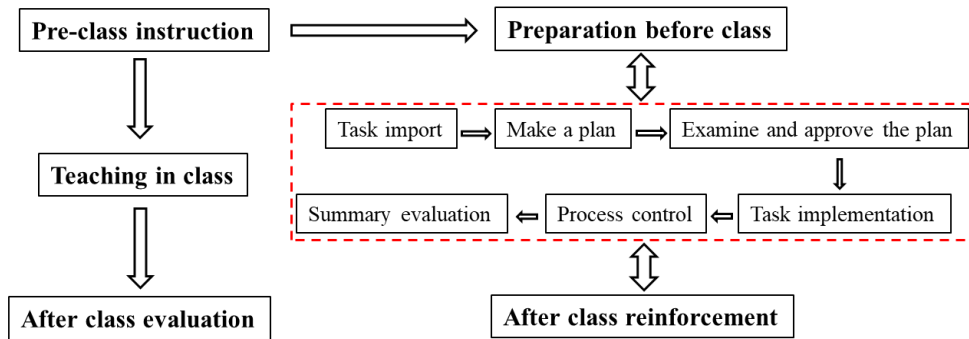 Pre-class instruction
Preparation before class
Task import
Make a plan
Examine and approve the plan
Teaching in class
Summary evaluation
Process control
Task implementation
After class evaluation
After class reinforcement